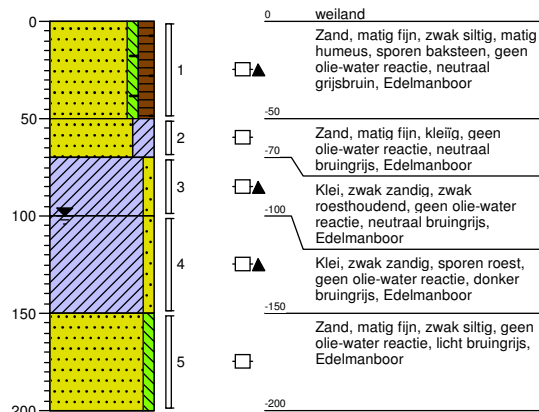 0
50
100
150
200
1
2
3
4
5
0
weiland
Zand, matig fijn, zwak siltig, matig
humeus, sporen baksteen, geen
olie-water reactie, neutraal
grijsbruin, Edelmanboor
-50
Zand, matig fijn, kleiïg, geen
olie-water reactie, neutraal
bruingrijs, Edelmanboor
-70
Klei, zwak zandig, zwak
roesthoudend, geen olie-water
reactie, neutraal bruingrijs,
Edelmanboor
-100
Klei, zwak zandig, sporen roest,
geen olie-water reactie, donker
bruingrijs, Edelmanboor
-150
Zand, matig fijn, zwak siltig, geen
olie-water reactie, licht bruingrijs,
Edelmanboor
-200